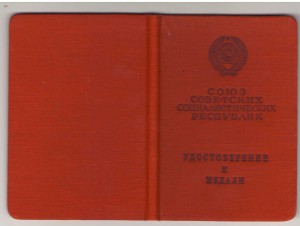 СОЮЗ
СОВЕТСКИХ
СОЦИАЛИСТИЧЕСКИХ
РЕСПУБЛИК
УДОСТОВЕРЕНИЕ
К
МЕДАЛИ